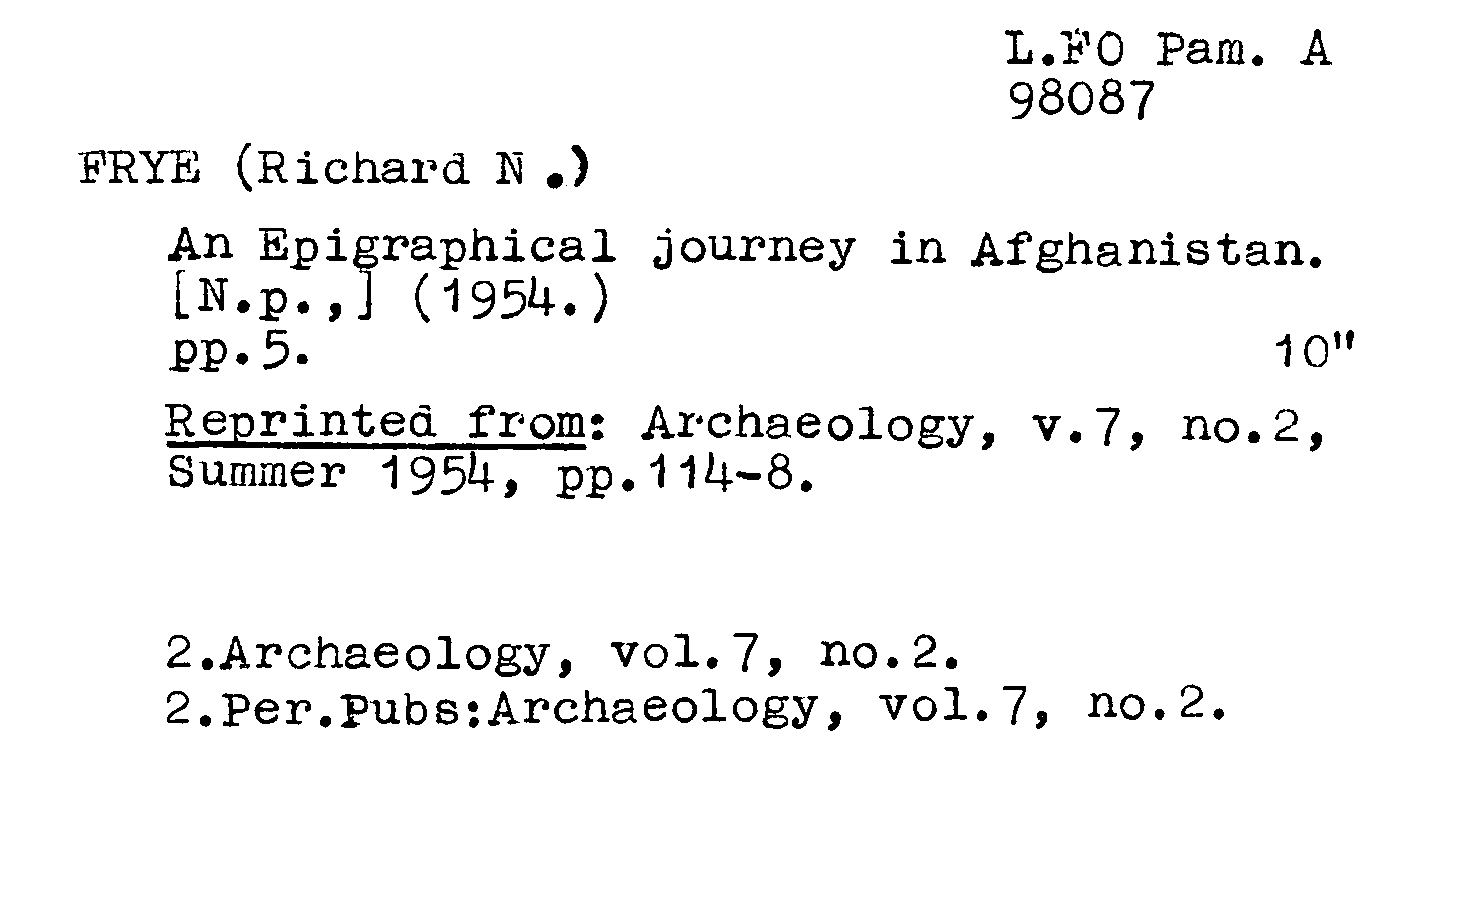 L.FO Pam. A
98087
FRYE (Richard N .)
An Epigraphical journey in Afghanistan.
[N.p.,] (1954.)
pp.5. 10"
Reprinted from: Archaeology, v.7, no.2,
Summer 1954, pp.114-8.
2.Archaeology, vol.7, no.2.
2.Per.Pubs:Archaeology, vol.7, no.2.